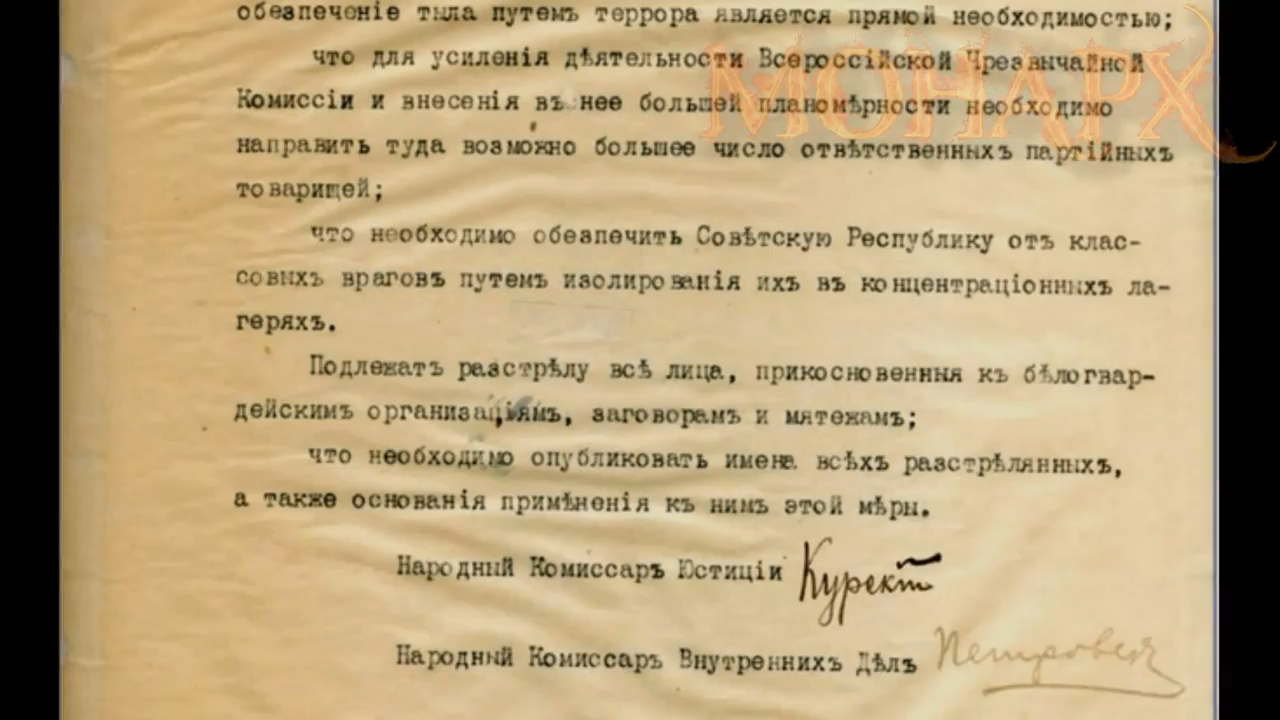 обезпеченіе тыла путемъ террора является прямой необходимостью;
что для усиленія дѣятельности Всероссійской Чрезвычайной
Комиссіи и внесенія въ нее большей планомѣрности необходимо
направить туда возможно большее число отвѣтственныхъ партійныхъ
товарищей;
что необходимо обезпечить Совѣтскую Республику отъ клас-
совыхъ враговъ путемъ изолированія ихъ въ концентраціонныхъ ла-
геряхъ.
Подлежатъ разстрѣлу всѣ лица, прикосновенныя къ бѣлогвар-
дейскимъ организаціямъ, заговорамъ и мятежамъ;
что необходимо опубликовать имена всѣхъ разстрѣлянныхъ,
а также основанія примѣненія къ нимъ этой мѣры.
Народный Комиссаръ Юстиціи Курскій
Народный Комиссаръ Внутреннихъ Дѣлъ Петровскій
МОНАРХ